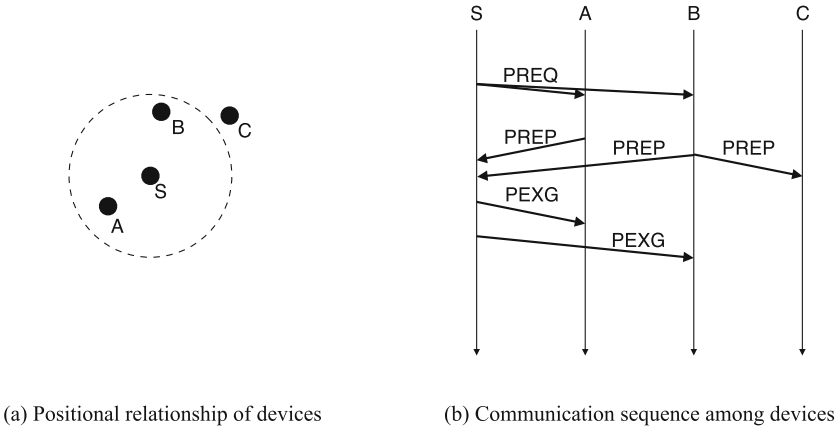 S A B C
PREQ
PREP
PREP PREP
PEXG
PEXG
B
C
S
A
(a) Positional relationship of devices
(b) Communication sequence among devices